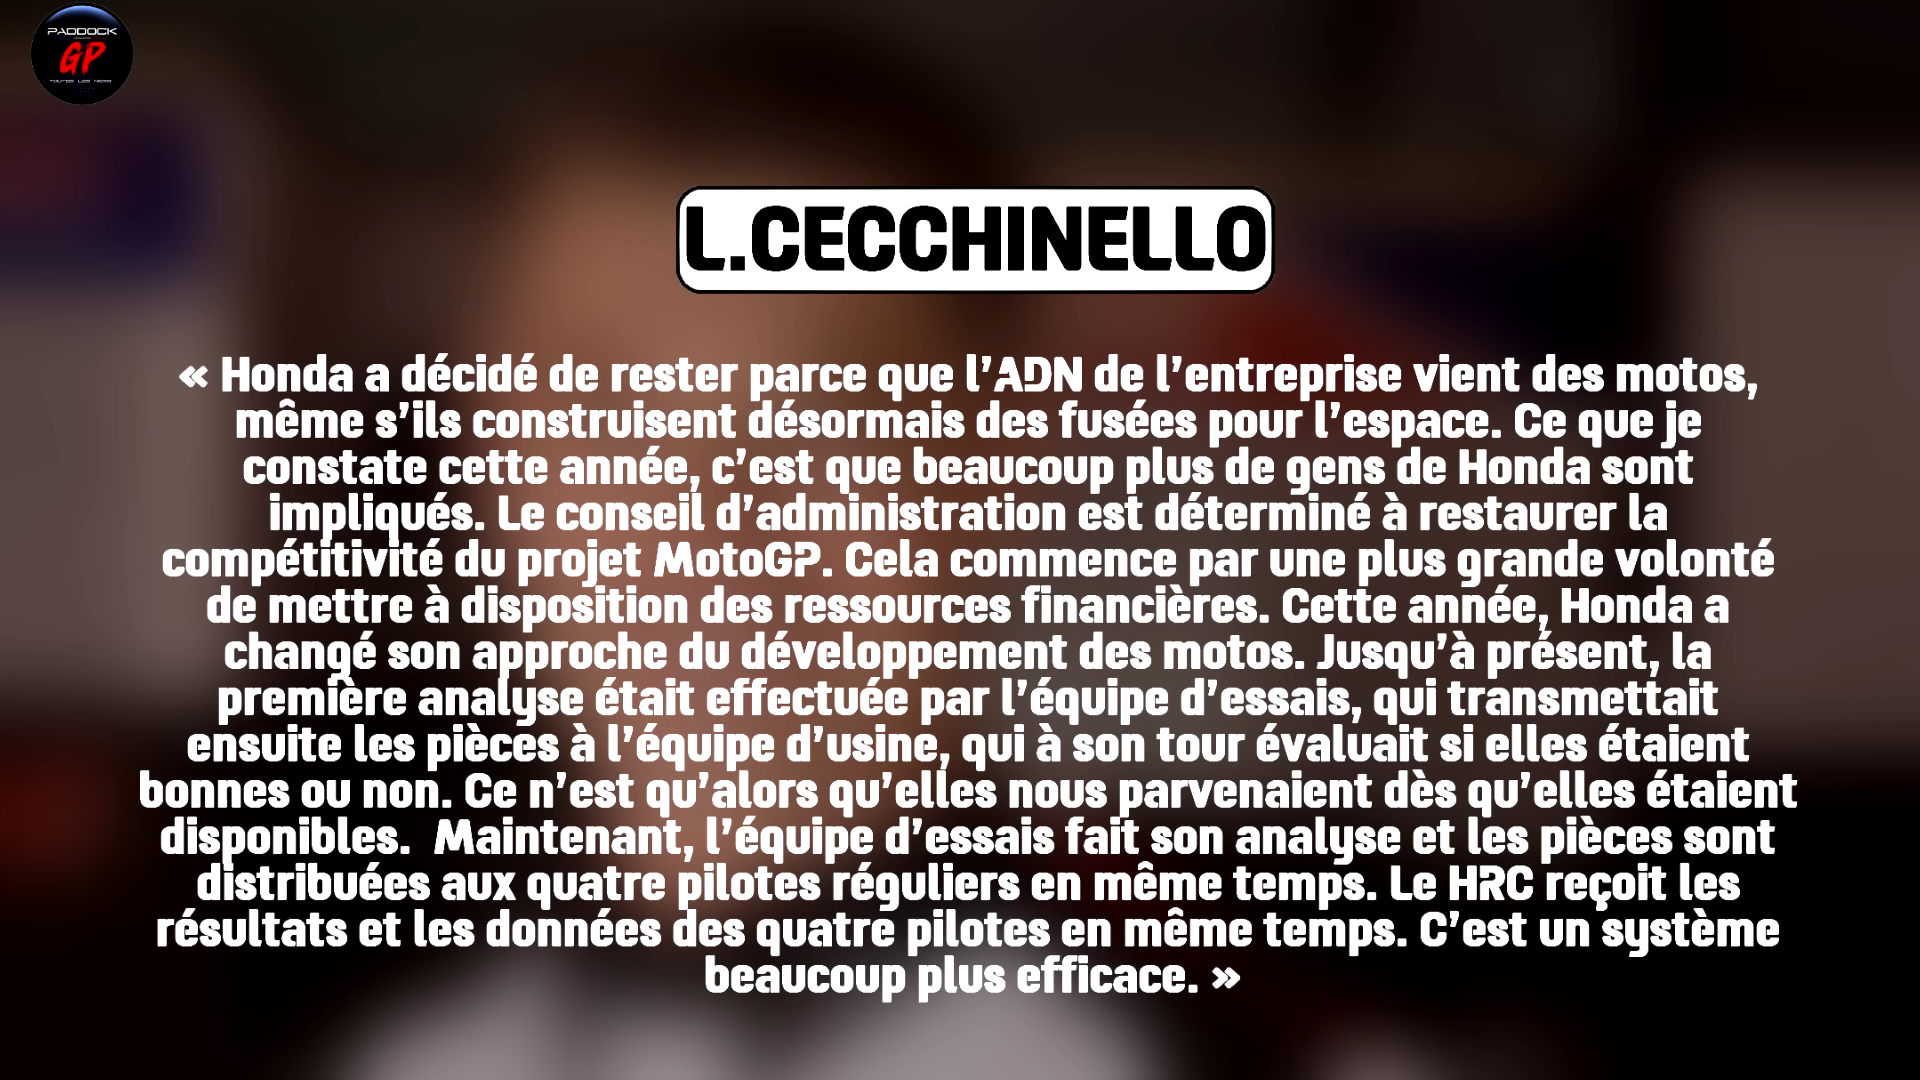 PADDOCK
GP
TOUTES LES NEWS
L.CECCHINELLO
« Honda a décidé de rester parce que l’ADN de l’entreprise vient des motos,
même s’ils construisent désormais des fusées pour l’espace. Ce que je
constate cette année, c’est que beaucoup plus de gens de Honda sont
impliqués. Le conseil d’administration est déterminé à restaurer la
compétitivité du projet MotoGP. Cela commence par une plus grande volonté
de mettre à disposition des ressources financières. Cette année, Honda a
changé son approche du développement des motos. Jusqu’à présent, la
première analyse était effectuée par l’équipe d’essais, qui transmettait
ensuite les pièces à l’équipe d’usine, qui à son tour évaluait si elles étaient
bonnes ou non. Ce n’est qu’alors qu’elles nous parvenaient dès qu’elles étaient
disponibles.  Maintenant, l’équipe d’essais fait son analyse et les pièces sont
distribuées aux quatre pilotes réguliers en même temps. Le HRC reçoit les
résultats et les données des quatre pilotes en même temps. C’est un système
beaucoup plus efficace. »